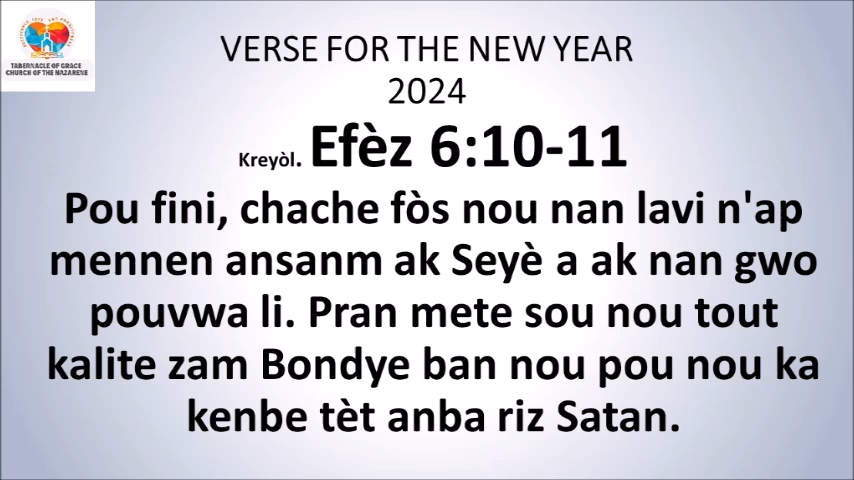 TABERNACLE OF GRACE
CHURCH OF THE NAZARENE
VERSE FOR THE NEW YEAR
2024
Kreyòl. Efèz 6:10-11
Pou fini, chache fòs nou nan lavi n'ap
mennen ansanm ak Seyè a ak nan gwo
pouvwa li. Pran mete sou nou tout
kalite zam Bondye ban nou pou nou ka
kenbe tèt anba riz Satan.